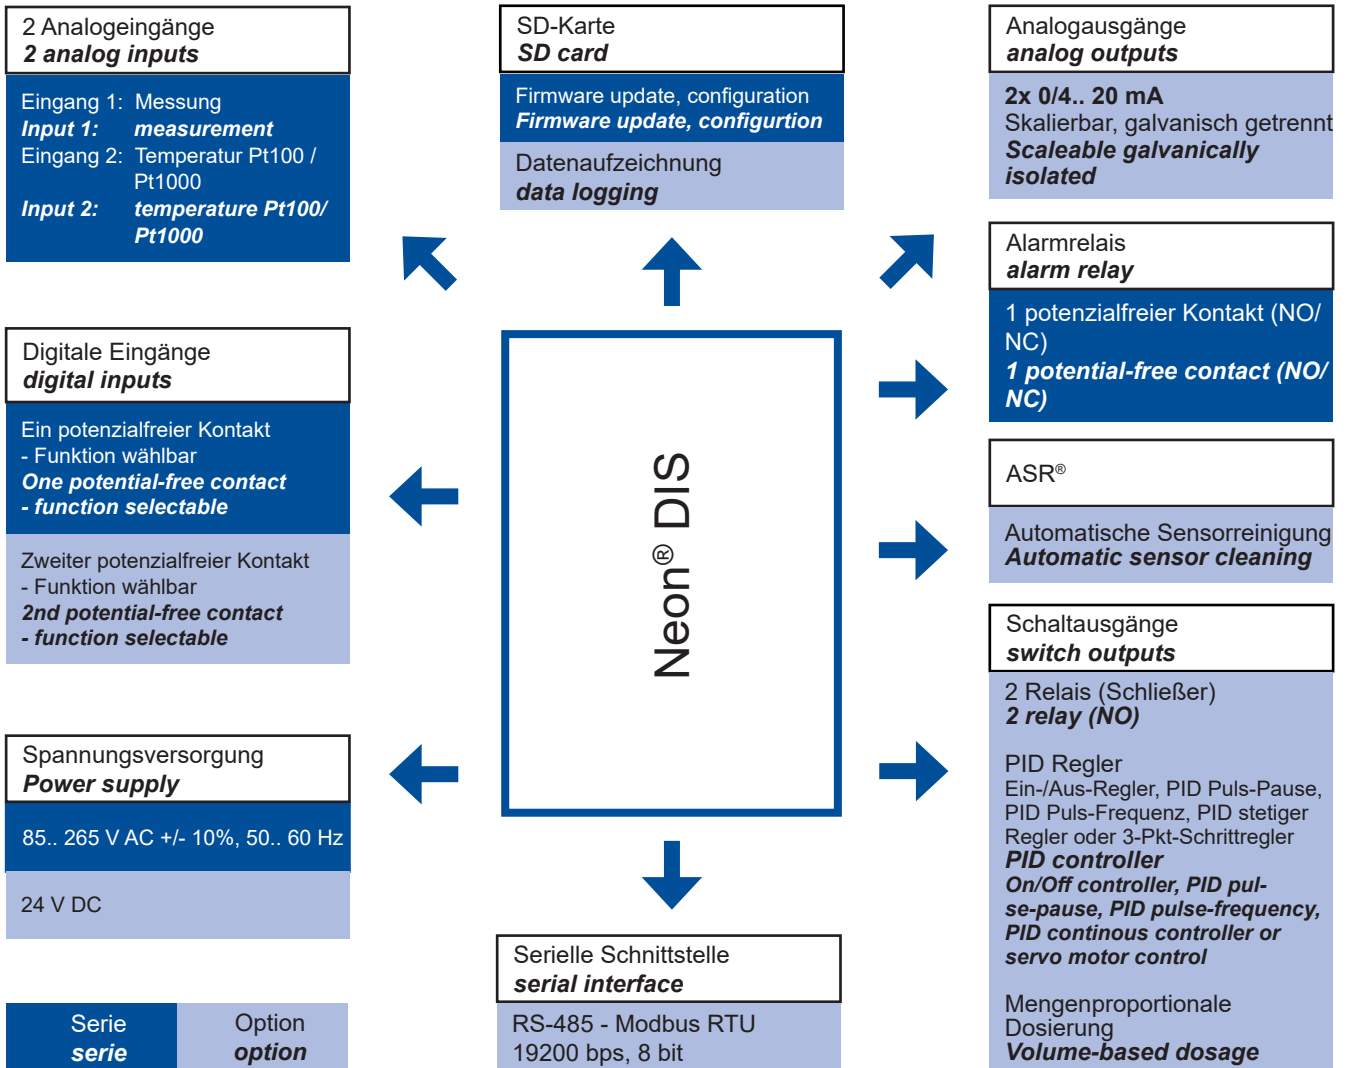 2 Analogeingänge
2 analog inputs
Eingang 1: Messung
Input 1: measurement
Eingang 2: Temperatur Pt100 /
Pt1000
Input 2: temperature Pt100/
Pt1000
Digitale Eingänge
digital inputs
Ein potenzialfreier Kontakt
- Funktion wählbar
One potential-free contact
- function selectable
Zweiter potenzialfreier Kontakt
- Funktion wählbar
2nd potential-free contact
- function selectable
Spannungsversorgung
Power supply
85.. 265 V AC +/- 10%, 50.. 60 Hz
24 V DC
Serie
serie
Option
option
SD-Karte
SD card
Firmware update, configuration
Firmware update, configurtion
Datenaufzeichnung
data logging
Neon® DIS
Serielle Schnittstelle
serial interface
RS-485 - Modbus RTU
19200 bps, 8 bit
Analogausgänge
analog outputs
2x 0/4.. 20 mA
Skalierbar, galvanisch getrennt
Scaleable galvanically
isolated
Alarmrelais
alarm relay
1 potenzialfreier Kontakt (NO/
NC)
1 potential-free contact (NO/
NC)
ASR®
Automatische Sensorreinigung
Automatic sensor cleaning
Schaltausgänge
switch outputs
2 Relais (Schließer)
2 relay (NO)
PID Regler
Ein-/Aus-Regler, PID Puls-Pause,
PID Puls-Frequenz, PID stetiger
Regler oder 3-Pkt-Schrittregler
PID controller
On/Off controller, PID pul-
se-pause, PID pulse-frequency,
PID continous controller or
servo motor control
Mengenproportionale
Dosierung
Volume-based dosage